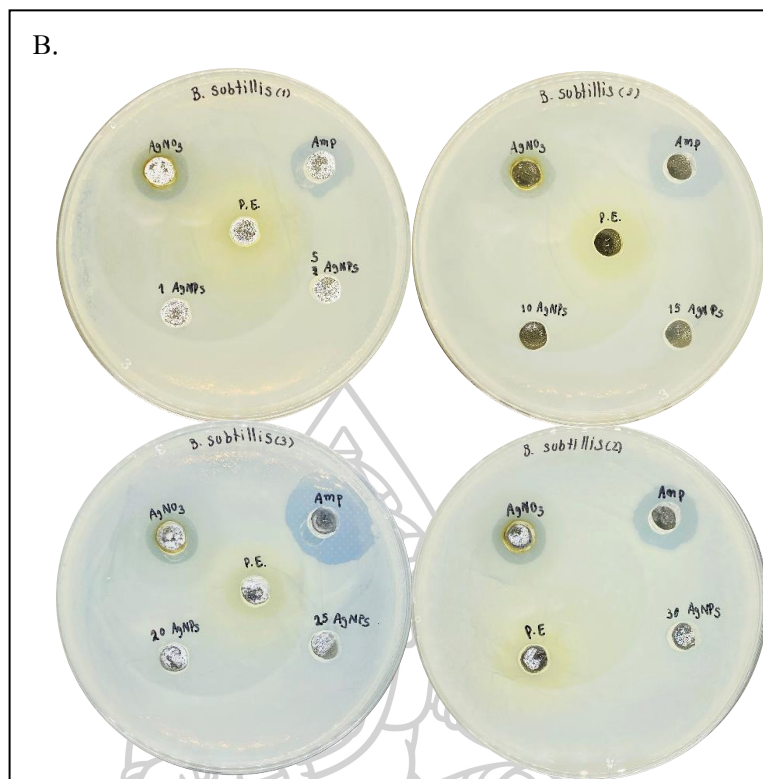 B.
B. subtillis(1)
AgNO3
Amp
P.E.
1 AgNPs
5
AgNPs
B. subtillis(3)
AgNO3
Amp
P.E.
10 AgNPs
15 AgNPs
B. subtillis(3)
AgNO3
Amp
P.E.
20 AgNPs
25 AgNPs
B. subtillis(2)
AgNO3
Amp
P.E
30 AgNPs